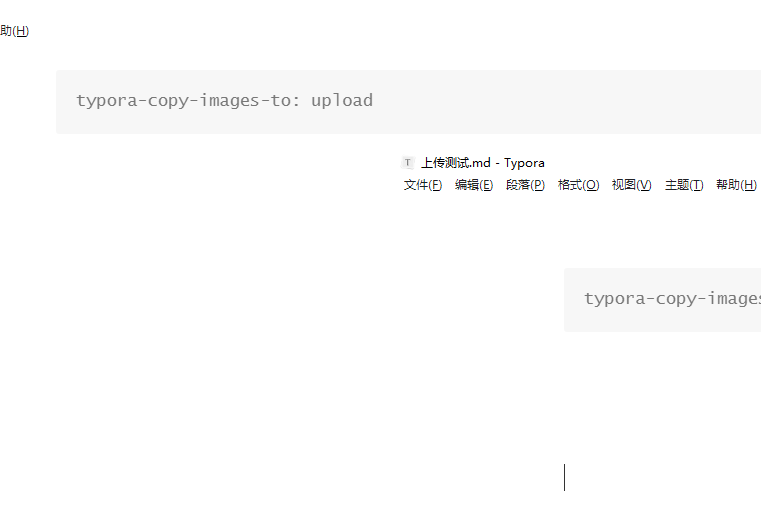 助(H)
typora-copy-images-to: upload
T 上传测试.md - Typora
文件(F) 编辑(E) 段落(P) 格式(O) 视图(V) 主题(T) 帮助(H)
typora-copy-images